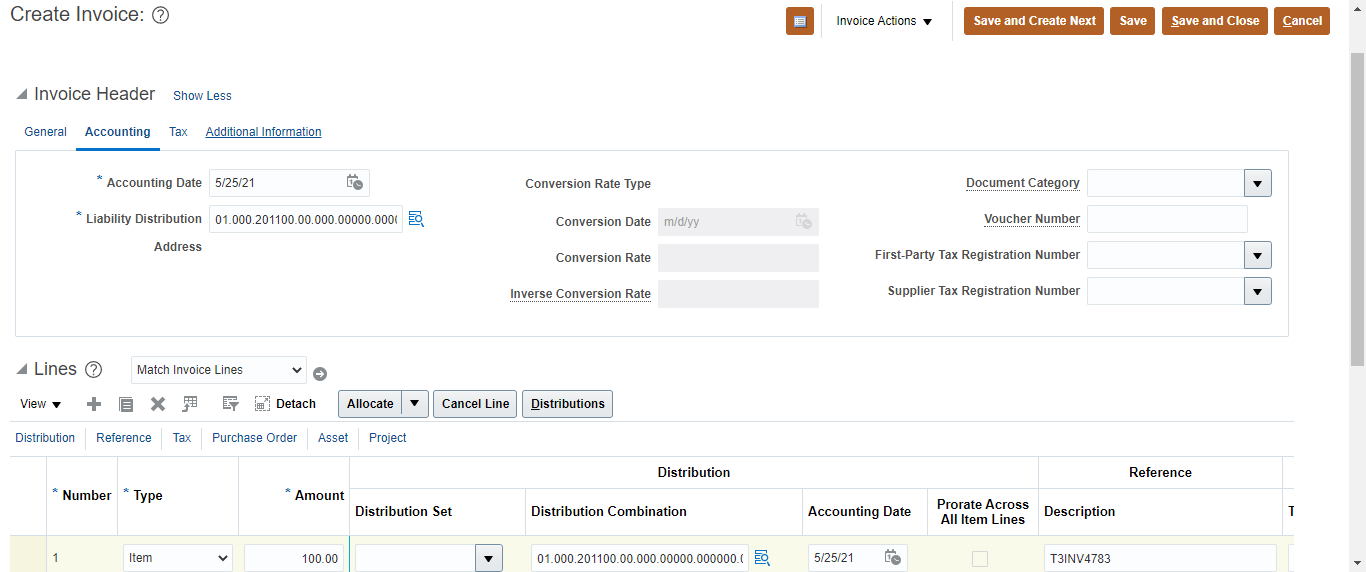 Create Invoice: ?
Invoice Actions
Save and Create Next
Save
Save and Close
Cancel
Invoice Header
Show Less
General
Accounting
Tax
Additional Information
* Accounting Date 5/25/21
* Liability Distribution 01.000.201100.00.000.00000.000(
Address
Conversion Rate Type
Conversion Date m/d/yy
Conversion Rate
Inverse Conversion Rate
Document Category
Voucher Number
First-Party Tax Registration Number
Supplier Tax Registration Number
Lines ? Match Invoice Lines
View
Detach
Allocate
Cancel Line
Distributions
Distribution
Reference
Tax
Purchase Order
Asset
Project
* Number
* Type
* Amount
Distribution
Distribution Set
Distribution Combination
Accounting Date
Prorate Across
All Item Lines
Reference
Description
T
1
Item
100.00
01.000.201100.00.000.00000.000000.(
5/25/21
T3INV4783